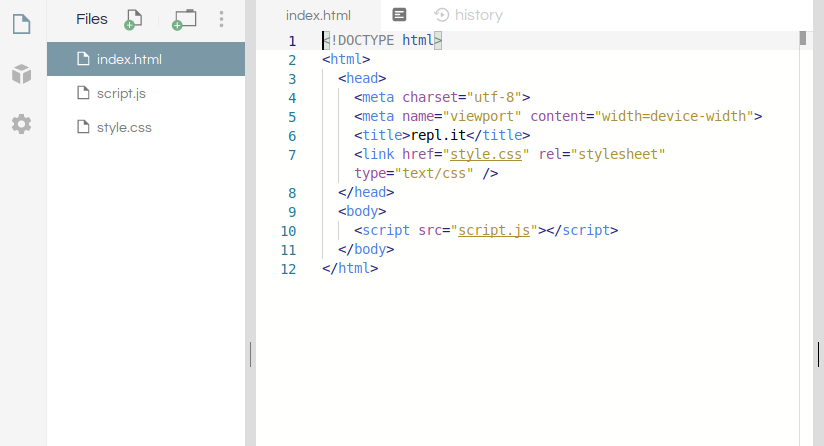 Files
index.html
script.js
style.css
index.html
history
1 <!DOCTYPE html>
2 <html>
3 <head>
4 <meta charset="utf-8">
5 <meta name="viewport" content="width=device-width">
6 <title>repl.it</title>
7 <link href="style.css" rel="stylesheet"
type="text/css" />
8 </head>
9 <body>
10 <script src="script.js"></script>
11 </body>
12 </html>